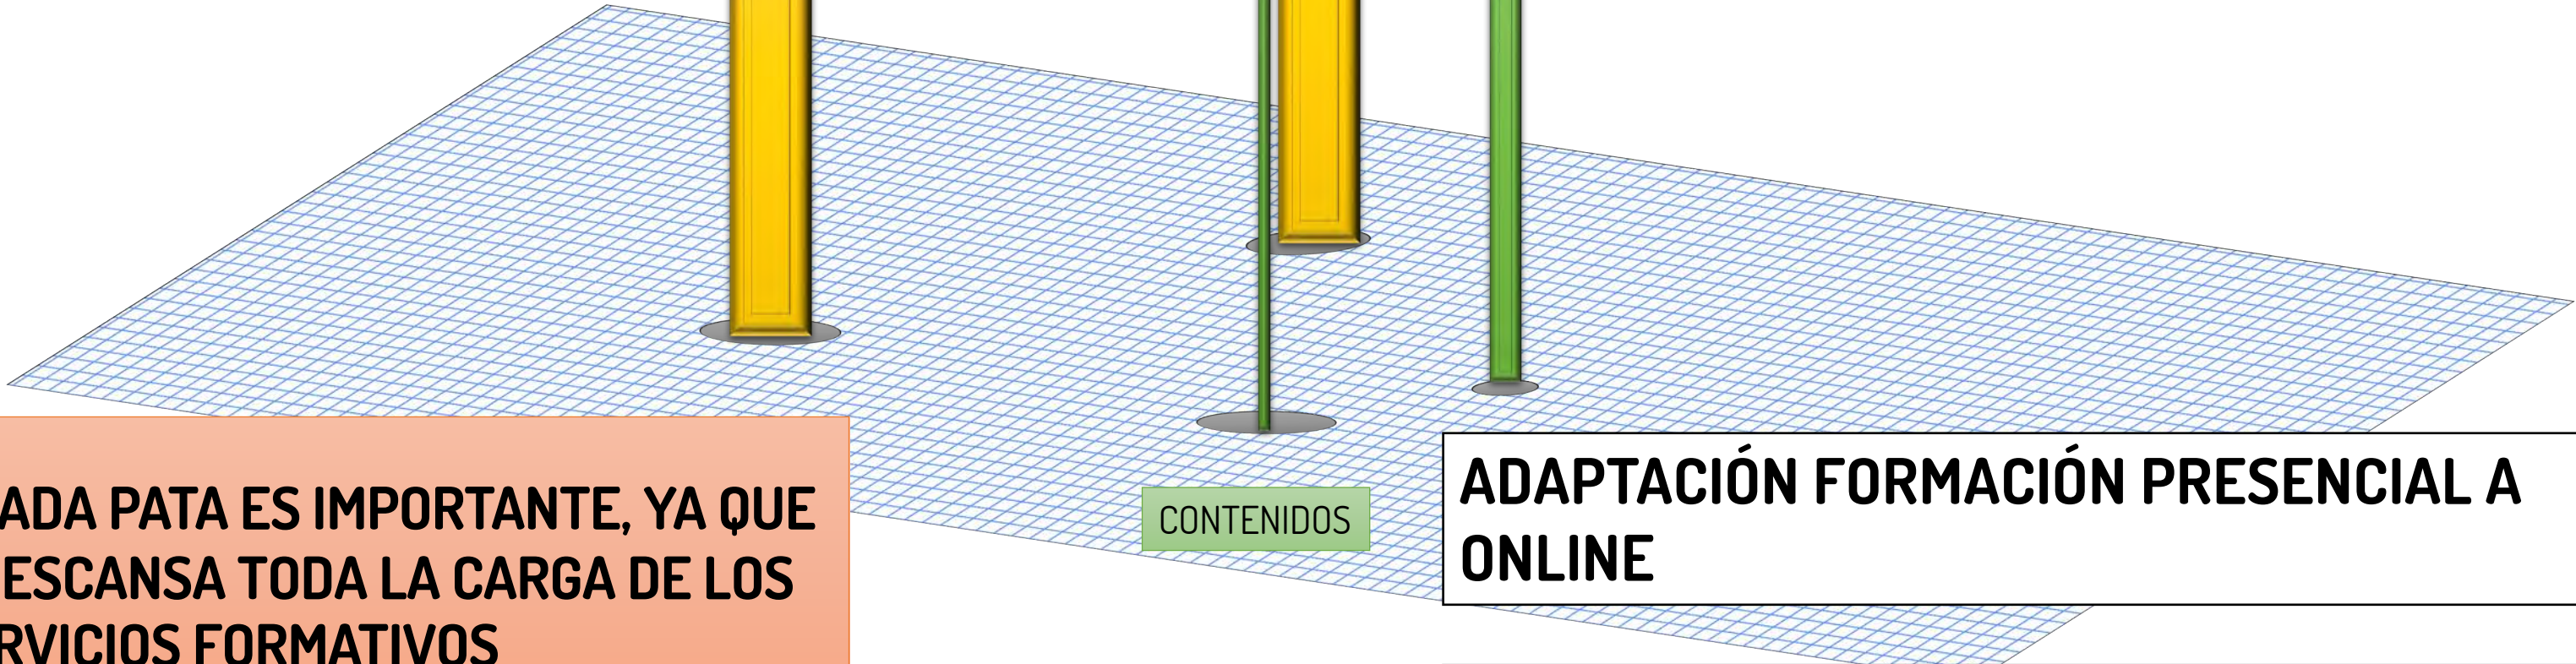 ADA PATA ES IMPORTANTE, YA QUE
ESCANSA TODA LA CARGA DE LOS
RVICIOS FORMATIVOS
CONTENIDOS
ADAPTACIÓN FORMACIÓN PRESENCIAL A
ONLINE